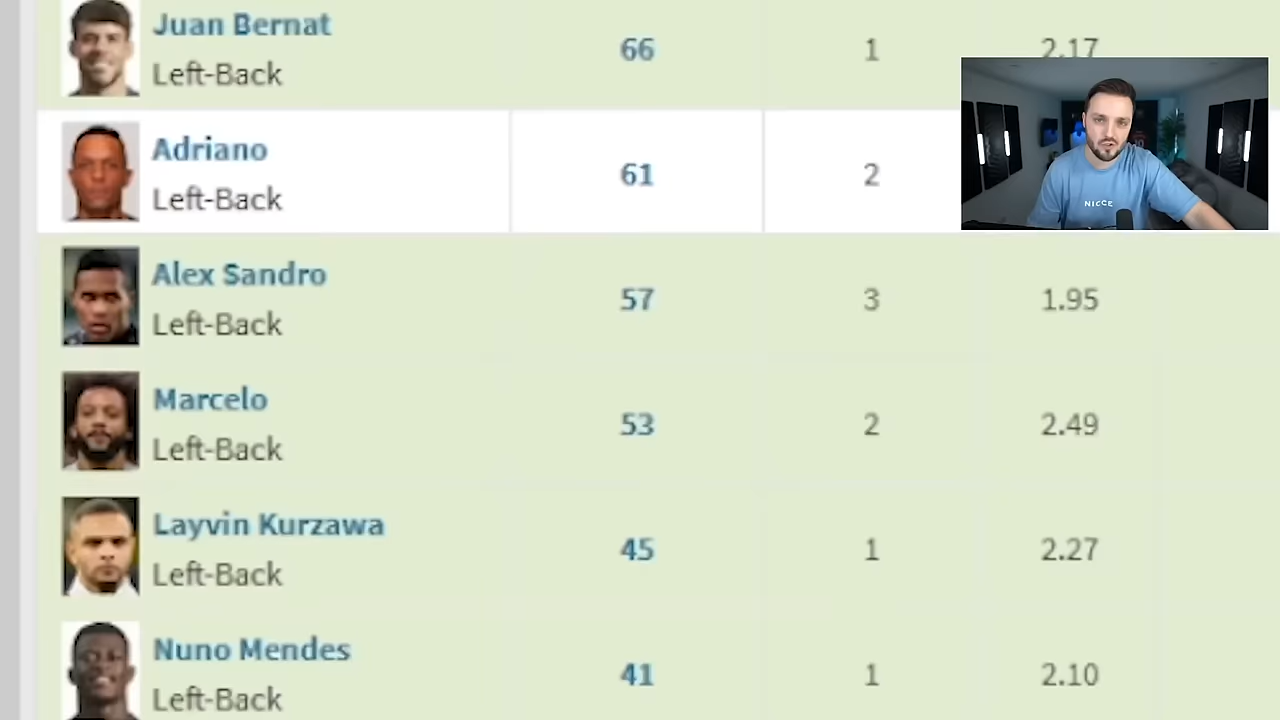 Juan Bernat
Left-Back
66
1
2.17
Adriano
Left-Back
61
2
Alex Sandro
Left-Back
57
3
1.95
Marcelo
Left-Back
53
2
2.49
Layvin Kurzawa
Left-Back
45
1
2.27
Nuno Mendes
Left-Back
41
1
2.10
NICCE